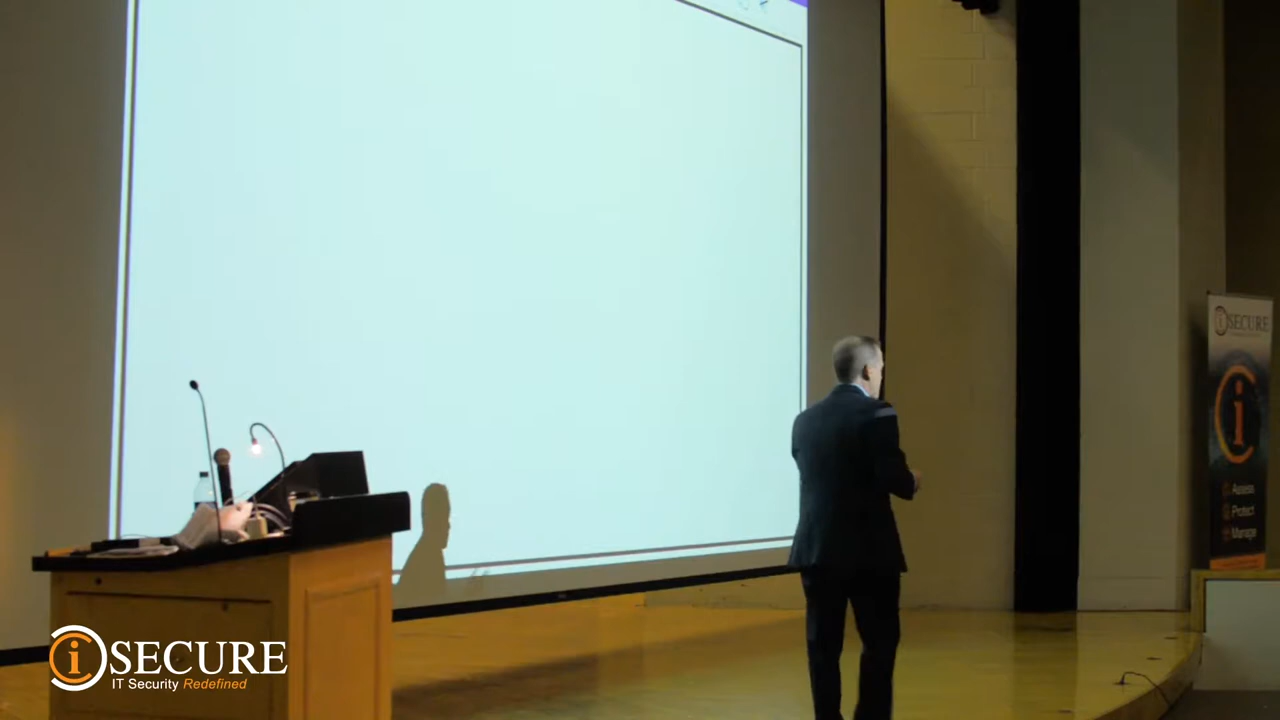 i SECURE
i
Assess
Protect
Manage
i SECURE
IT Security Redefined